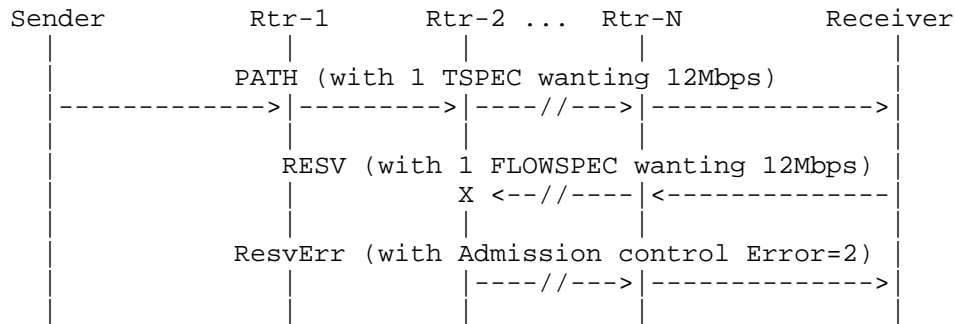 Sender Rtr-1 Rtr-2 ... Rtr-N Receiver
PATH (with 1 TSPEC wanting 12Mbps)
RESV (with 1 FLOWSPEC wanting 12Mbps)
X
ResvErr (with Admission control Error=2)